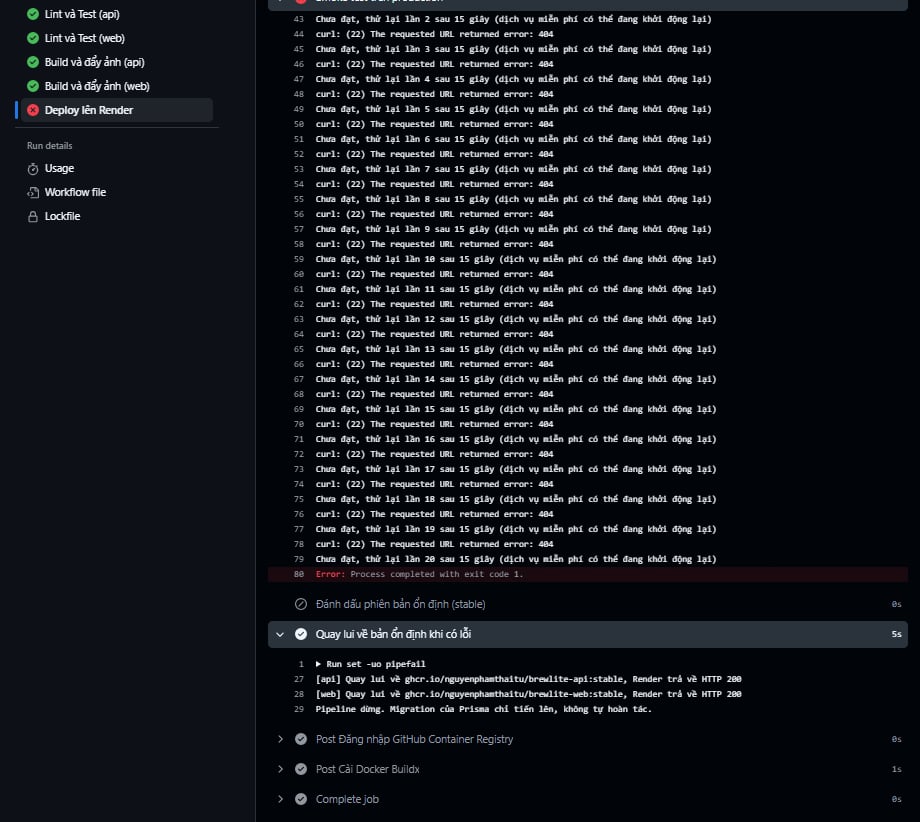 Lint và Test (api)
Lint và Test (web)
Build và đẩy ảnh (api)
Build và đẩy ảnh (web)
Deploy lên Render
Run details
Usage
Workflow file
Lockfile
43 Chưa đạt, thử lại lần 2 sau 15 giây (dịch vụ miễn phí có thể đang khởi động lại)
44 curl: (22) The requested URL returned error: 404
45 Chưa đạt, thử lại lần 3 sau 15 giây (dịch vụ miễn phí có thể đang khởi động lại)
46 curl: (22) The requested URL returned error: 404
47 Chưa đạt, thử lại lần 4 sau 15 giây (dịch vụ miễn phí có thể đang khởi động lại)
48 curl: (22) The requested URL returned error: 404
49 Chưa đạt, thử lại lần 5 sau 15 giây (dịch vụ miễn phí có thể đang khởi động lại)
50 curl: (22) The requested URL returned error: 404
51 Chưa đạt, thử lại lần 6 sau 15 giây (dịch vụ miễn phí có thể đang khởi động lại)
52 curl: (22) The requested URL returned error: 404
53 Chưa đạt, thử lại lần 7 sau 15 giây (dịch vụ miễn phí có thể đang khởi động lại)
54 curl: (22) The requested URL returned error: 404
55 Chưa đạt, thử lại lần 8 sau 15 giây (dịch vụ miễn phí có thể đang khởi động lại)
56 curl: (22) The requested URL returned error: 404
57 Chưa đạt, thử lại lần 9 sau 15 giây (dịch vụ miễn phí có thể đang khởi động lại)
58 curl: (22) The requested URL returned error: 404
59 Chưa đạt, thử lại lần 10 sau 15 giây (dịch vụ miễn phí có thể đang khởi động lại)
60 curl: (22) The requested URL returned error: 404
61 Chưa đạt, thử lại lần 11 sau 15 giây (dịch vụ miễn phí có thể đang khởi động lại)
62 curl: (22) The requested URL returned error: 404
63 Chưa đạt, thử lại lần 12 sau 15 giây (dịch vụ miễn phí có thể đang khởi động lại)
64 curl: (22) The requested URL returned error: 404
65 Chưa đạt, thử lại lần 13 sau 15 giây (dịch vụ miễn phí có thể đang khởi động lại)
66 curl: (22) The requested URL returned error: 404
67 Chưa đạt, thử lại lần 14 sau 15 giây (dịch vụ miễn phí có thể đang khởi động lại)
68 curl: (22) The requested URL returned error: 404
69 Chưa đạt, thử lại lần 15 sau 15 giây (dịch vụ miễn phí có thể đang khởi động lại)
70 curl: (22) The requested URL returned error: 404
71 Chưa đạt, thử lại lần 16 sau 15 giây (dịch vụ miễn phí có thể đang khởi động lại)
72 curl: (22) The requested URL returned error: 404
73 Chưa đạt, thử lại lần 17 sau 15 giây (dịch vụ miễn phí có thể đang khởi động lại)
74 curl: (22) The requested URL returned error: 404
75 Chưa đạt, thử lại lần 18 sau 15 giây (dịch vụ miễn phí có thể đang khởi động lại)
76 curl: (22) The requested URL returned error: 404
77 Chưa đạt, thử lại lần 19 sau 15 giây (dịch vụ miễn phí có thể đang khởi động lại)
78 curl: (22) The requested URL returned error: 404
79 Chưa đạt, thử lại lần 20 sau 15 giây (dịch vụ miễn phí có thể đang khởi động lại)
80 Error: Process completed with exit code 1.
Đánh dấu phiên bản ổn định (stable) 0s
Quay lui về bản ổn định khi có lỗi 5s
1 Run set -uo pipefail
27 [api] Quay lui về ghcr.io/nguyenphamthaitu/brewlite-api:stable, Render trả về HTTP 200
28 [web] Quay lui về ghcr.io/nguyenphamthaitu/brewlite-web:stable, Render trả về HTTP 200
29 Pipeline dừng. Migration của Prisma chỉ tiến lên, không tự hoàn tác.
Post Đăng nhập GitHub Container Registry 0s
Post Cài Docker Buildx 1s
Complete job 0s